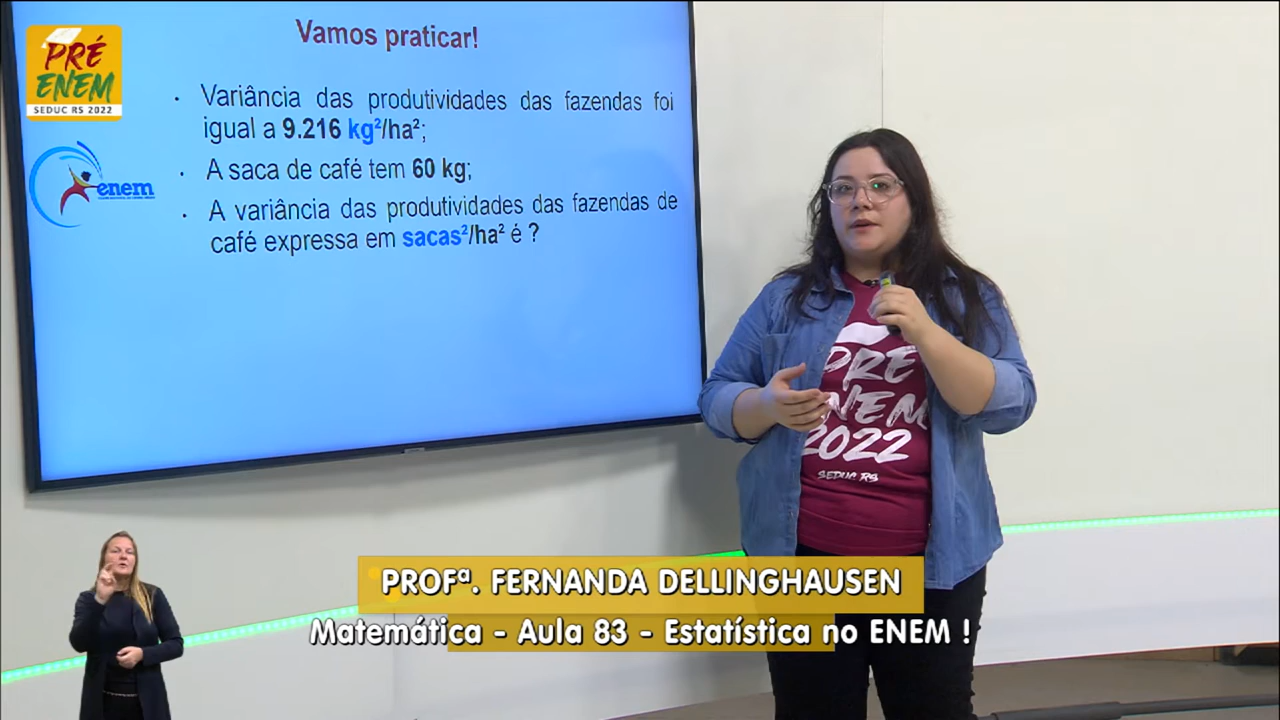 PRÉ
ENEM
SEDUC RS 2022
enem
Vamos praticar!
• Variância das produtividades das fazendas foi
igual a 9.216 kg²/ha²;
• A saca de café tem 60 kg;
• A variância das produtividades das fazendas de
café expressa em sacas²/ha² é ?
PRÉ
ENEM
2022
SEDUC RS
PROFª. FERNANDA DELLINGHAUSEN
Matemática - Aula 83 - Estatística no ENEM !